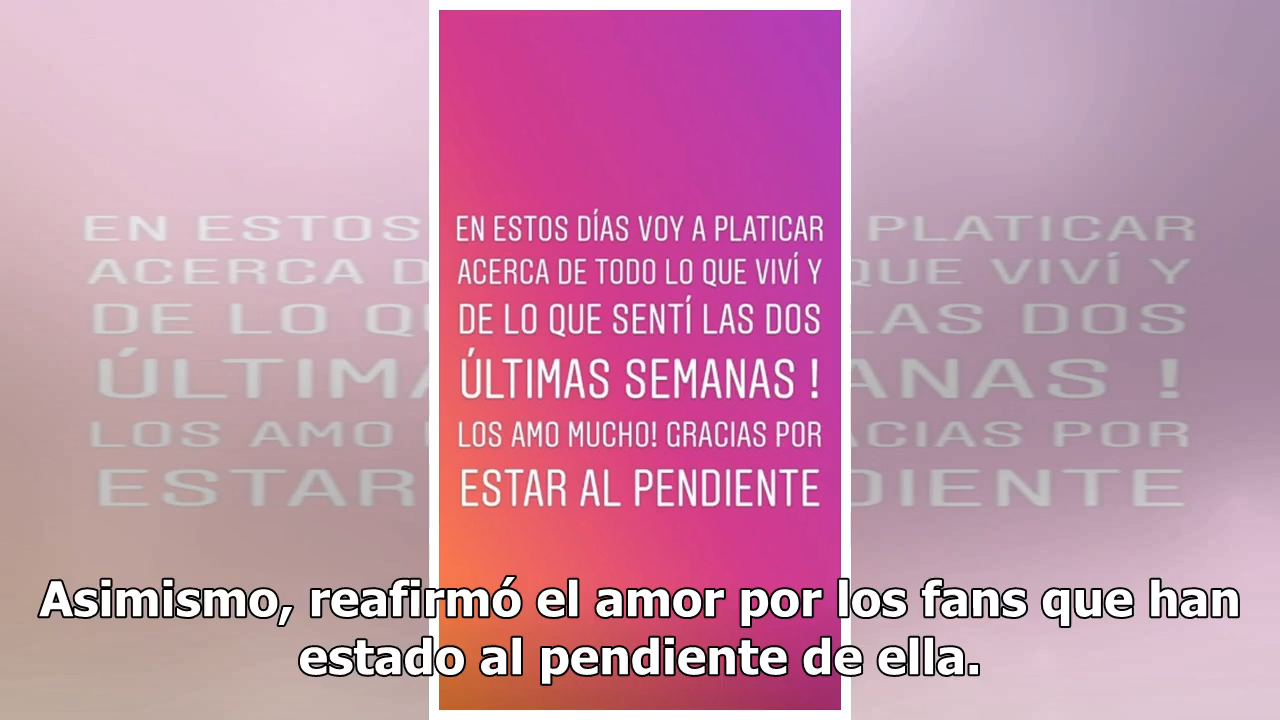 EN ESTOS DÍAS VOY A PLATICAR
ACERCA DE TODO LO QUE VIVÍ Y
DE LO QUE SENTÍ LAS DOS
ÚLTIMAS SEMANAS !
LOS AMO MUCHO! GRACIAS POR
ESTAR AL PENDIENTE
Asimismo, reafirmó el amor por los fans que han
estado al pendiente de ella.